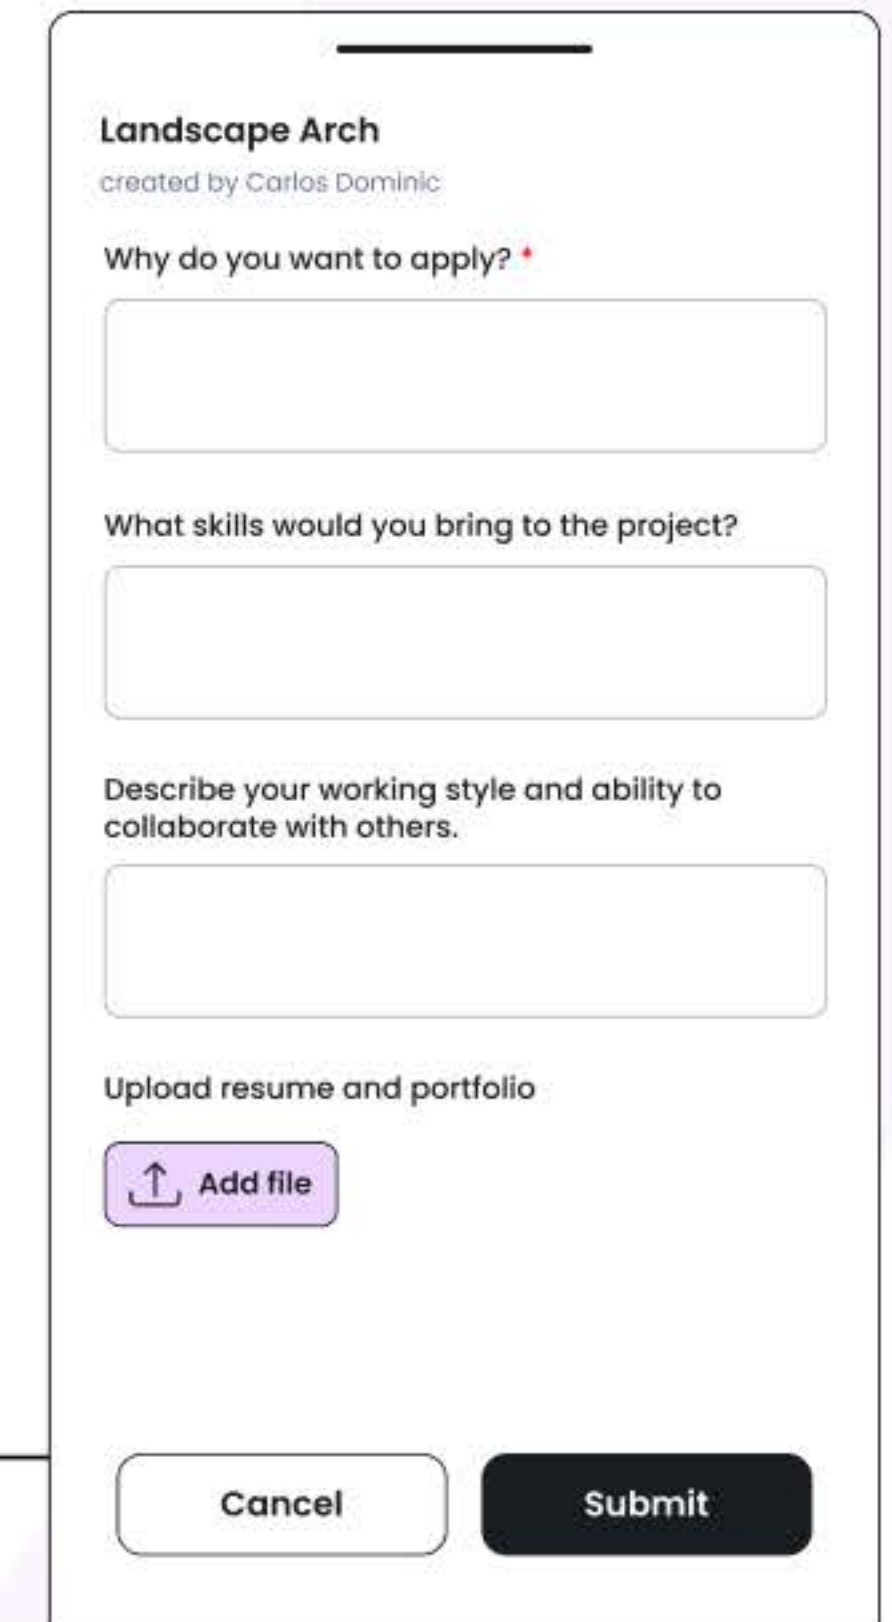 Landscape Arch
created by Carlos Dominic
Why do you want to apply? *
What skills would you bring to the project?
Describe your working style and ability to
collaborate with others.
Upload resume and portfolio
Add file
Cancel
Submit